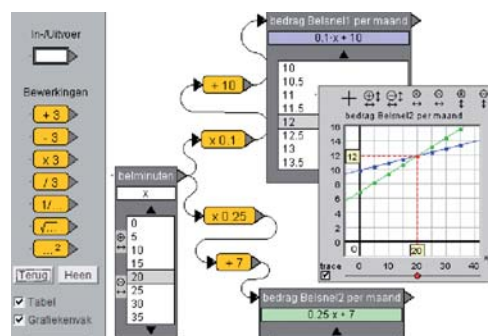 In-/Uitvoer
Bewerkingen
+ 3
- 3
x 3
/ 3
1/...
√...
...²
Terug Heen
Tabel
Grafiekenvak
belminuten
x
0
5
10
15
20
25
30
35
+ 10
x 0.1
x 0.25
+ 7
bedrag Belsnel1 per maand
0.1·x + 10
10
10.5
11
11.5
12
12.5
13
13.5
bedrag Belsnel2 per maand
16
14
12
10
8
6
4
2
0
0 10 20 30 40
12
20
trace
bedrag Belsnel2 per maand
0.25·x + 7